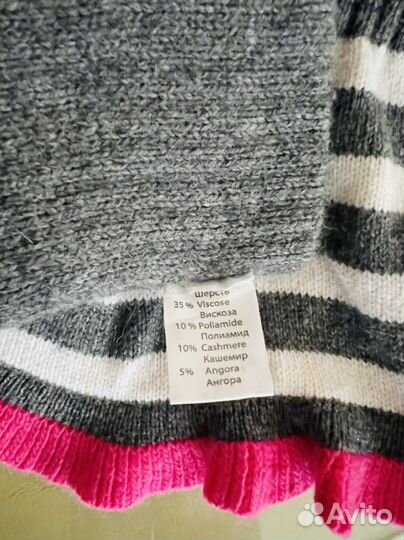 Шерсть
35% Viscose
Вискоза
10% Poliamide
Полиамид
10% Cashmere
Кашемир
5% Angora
Ангора
Avito